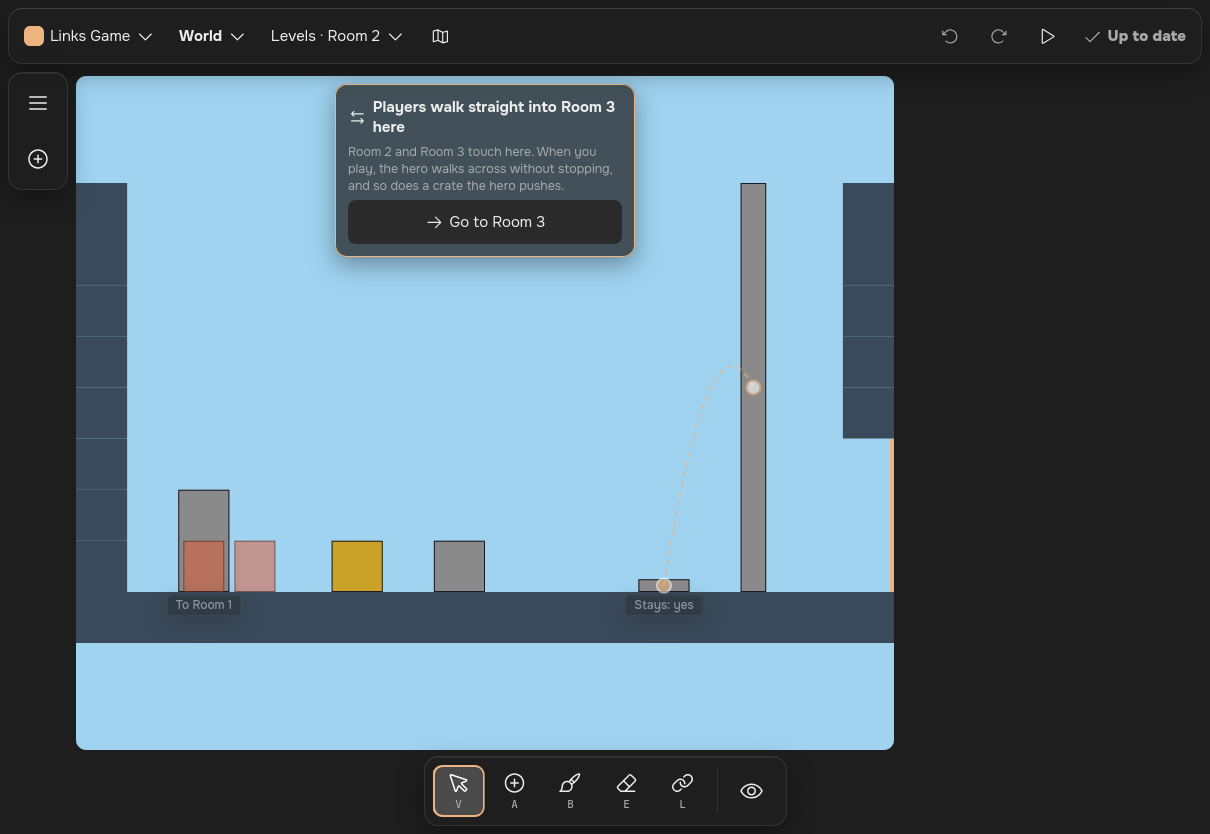 Links Game
World
Levels · Room 2
Up to date
Players walk straight into Room 3
here
Room 2 and Room 3 touch here. When you
play, the hero walks across without stopping,
and so does a crate the hero pushes.
Go to Room 3
To Room 1
Stays: yes
V
A
B
E
L